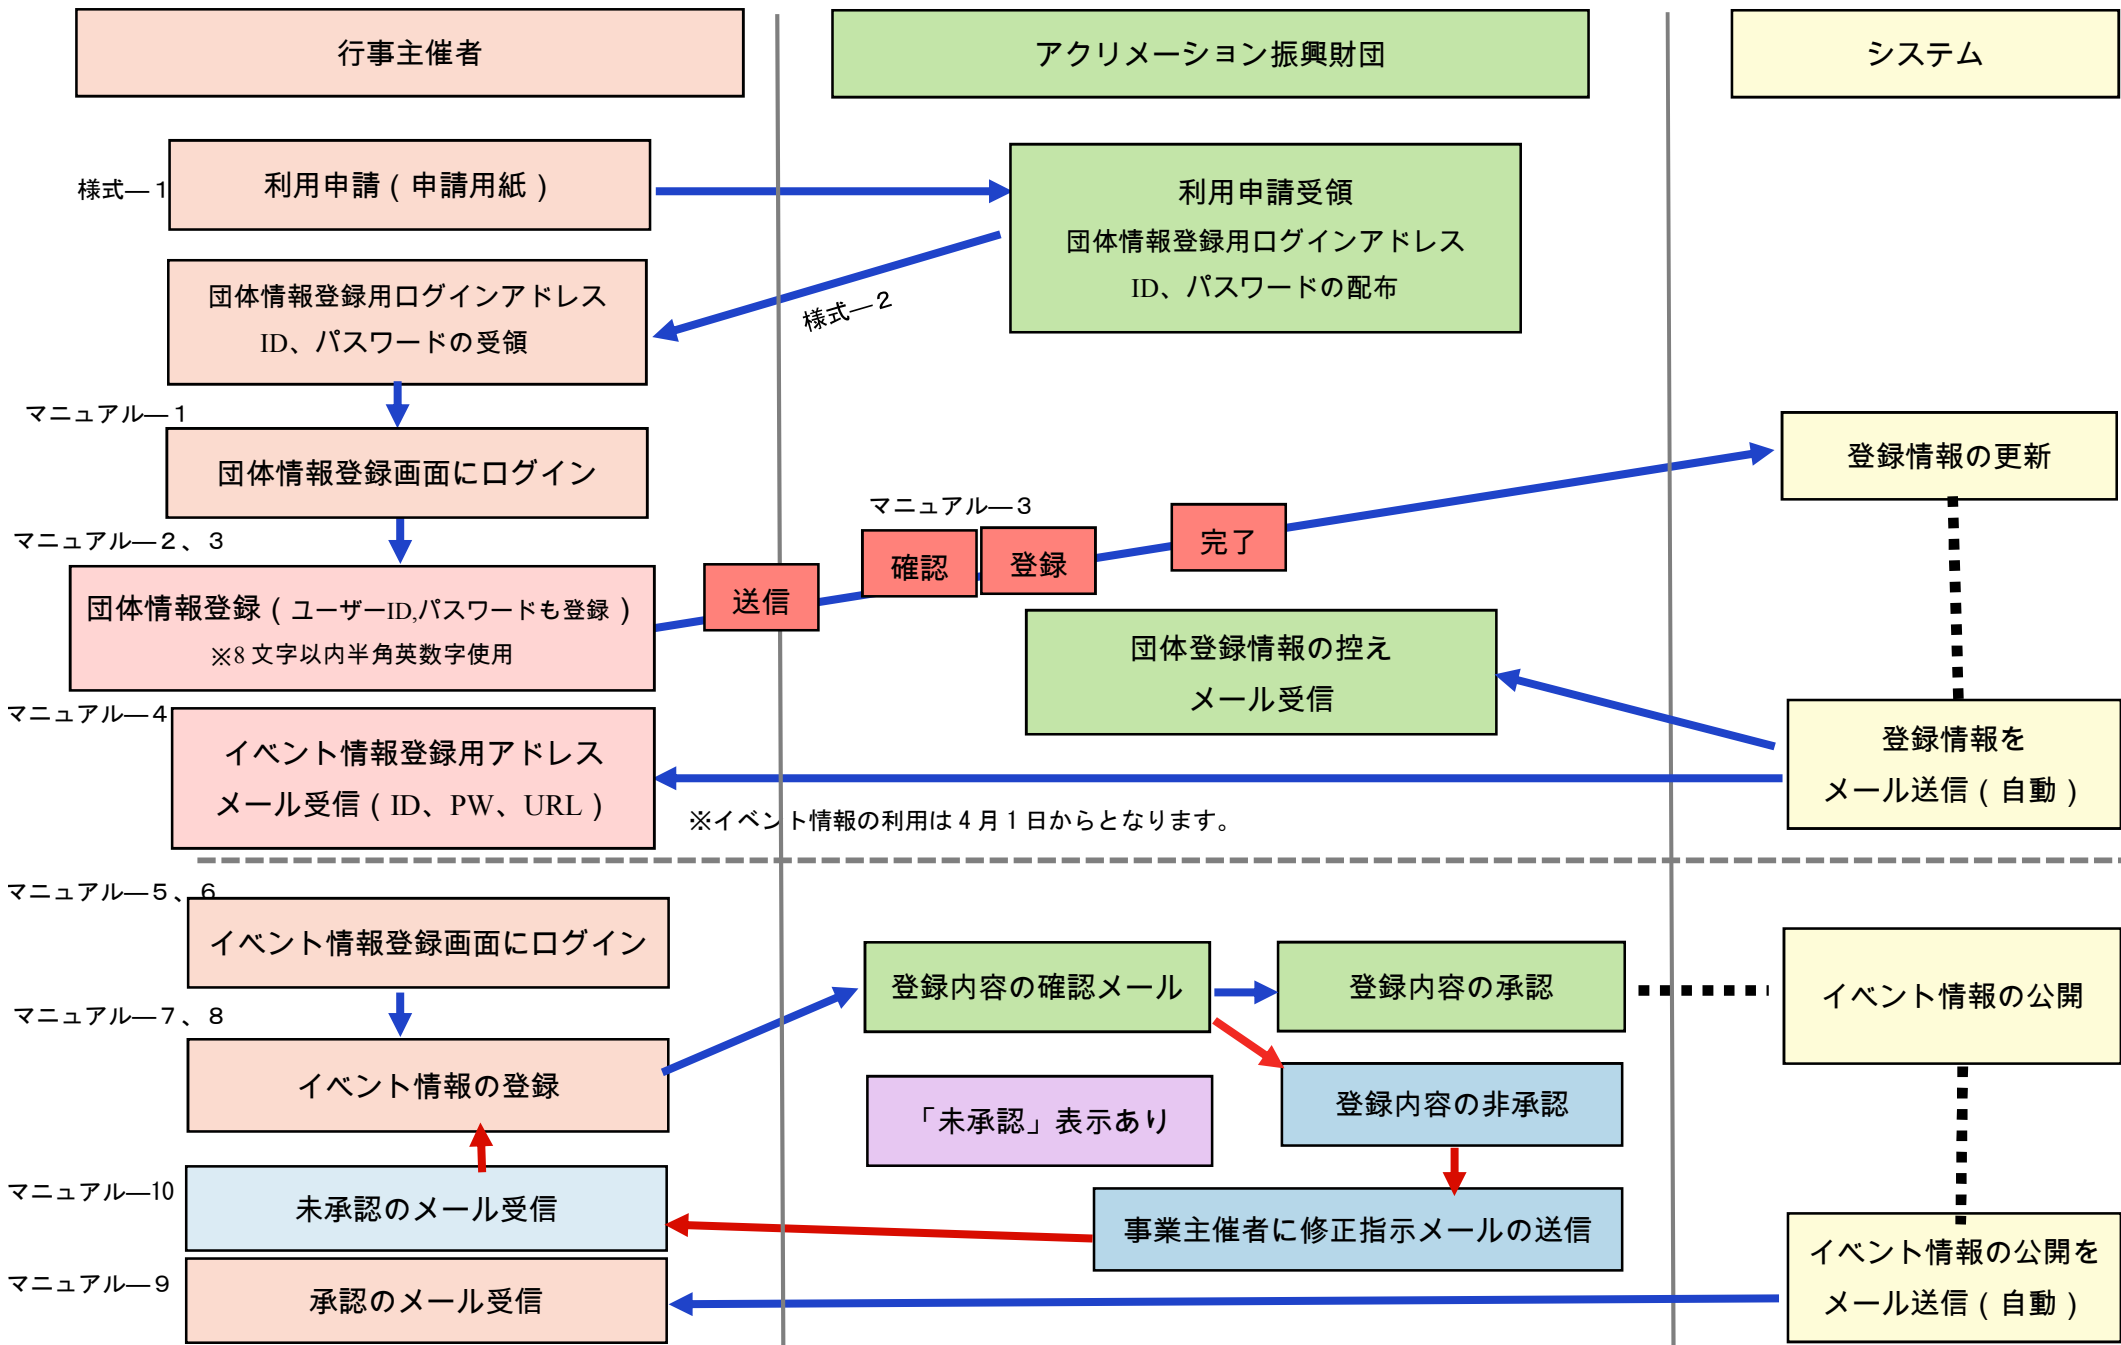 行事主催者
アクリメーション振興財団
システム
様式―１
利用申請（申請用紙）
利用申請受領
団体情報登録用ログインアドレス
ID、パスワードの配布
団体情報登録用ログインアドレス
ID、パスワードの受領
様式―２
マニュアル―１
団体情報登録画面にログイン
登録情報の更新
マニュアル―３
マニュアル―２、３
送信
確認
登録
完了
団体情報登録（ユーザーID,パスワードも登録）
※8文字以内半角英数字使用
団体登録情報の控え
メール受信
マニュアル―４
イベント情報登録用アドレス
メール受信（ID、PW、URL）
登録情報を
メール送信（自動）
※イベント情報の利用は４月１日からとなります。
マニュアル―５、６
イベント情報登録画面にログイン
登録内容の確認メール
登録内容の承認
イベント情報の公開
マニュアル―７、８
イベント情報の登録
「未承認」表示あり
登録内容の非承認
マニュアル―10
未承認のメール受信
事業主催者に修正指示メールの送信
マニュアル―９
承認のメール受信
イベント情報の公開を
メール送信（自動）